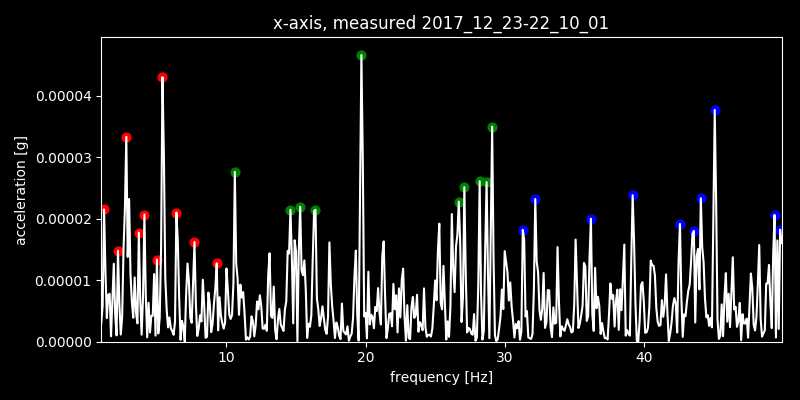 x-axis, measured 2017_12_23-22_10_01
acceleration [g]
0.00004
0.00003
0.00002
0.00001
0.00000
10 20 30 40
frequency [Hz]